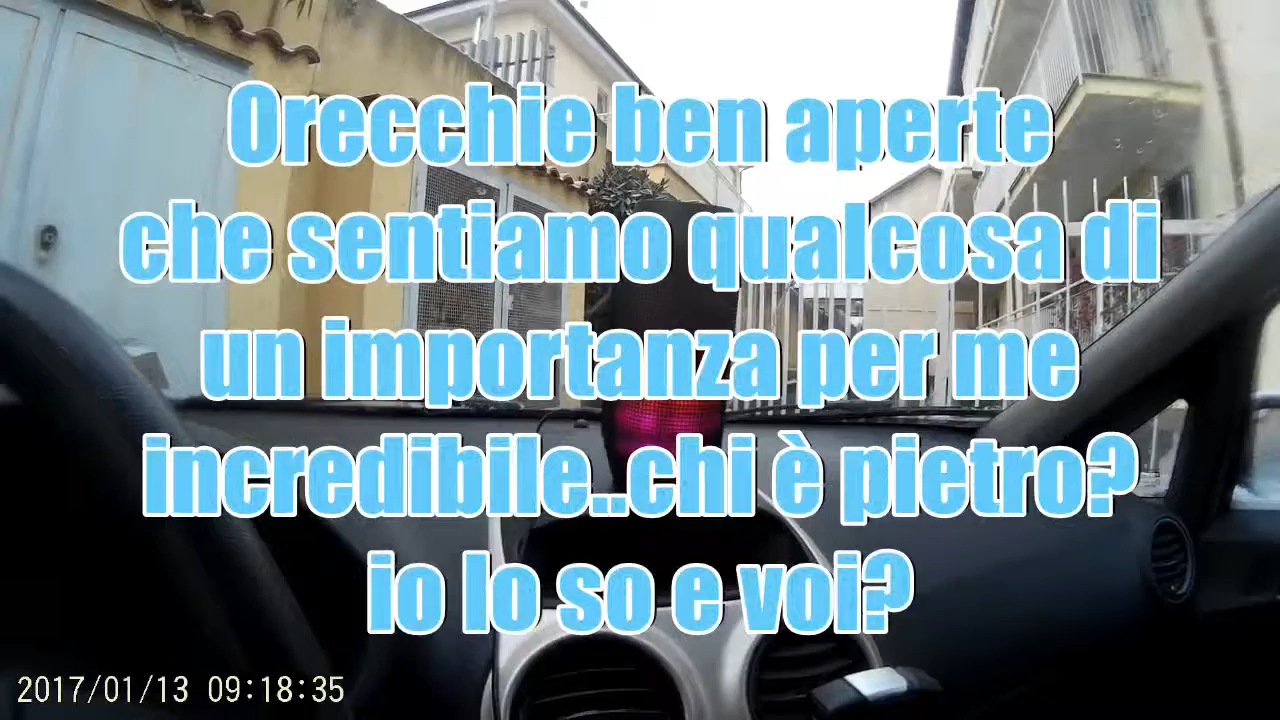 Orecchie ben aperte
che sentiamo qualcosa di
un importanza per me
incredibile..chi è pietro?
io lo so e voi?
2017/01/13 09:18:35